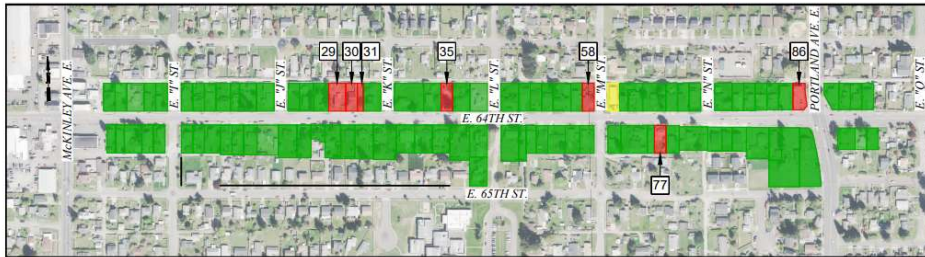 29
30
31
35
58
86
McKINLEY AVE. E.
E. "I" ST.
E. "J" ST.
E. "K" ST.
E. "L" ST.
E. "M" ST.
E. "N" ST.
PORTLAND AVE. E.
E. "O" ST.
E. 64TH ST.
77
E. 65TH ST.